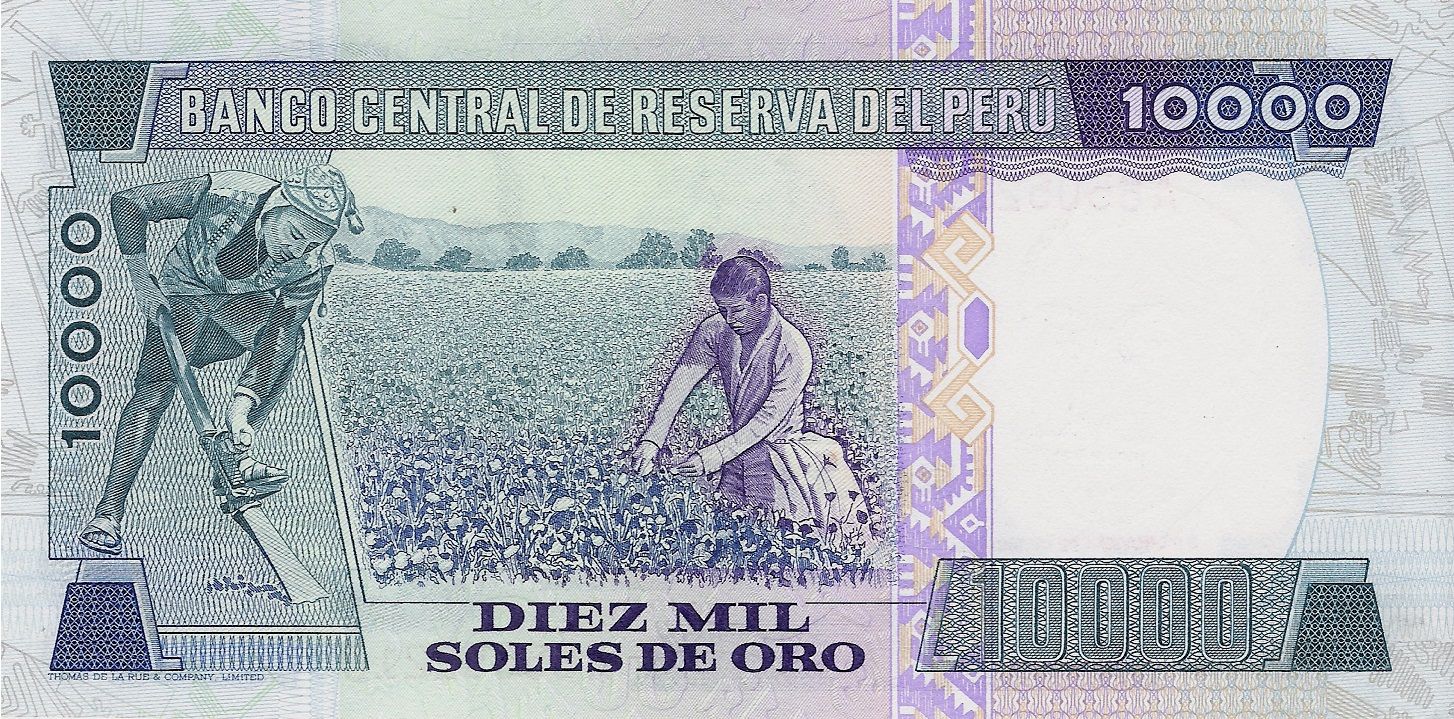 BANCO CENTRAL DE RESERVA DEL PERÚ
10000
10000
DIEZ MIL
SOLES DE ORO
10000
THOMAS DE LA RUE & COMPANY, LIMITED